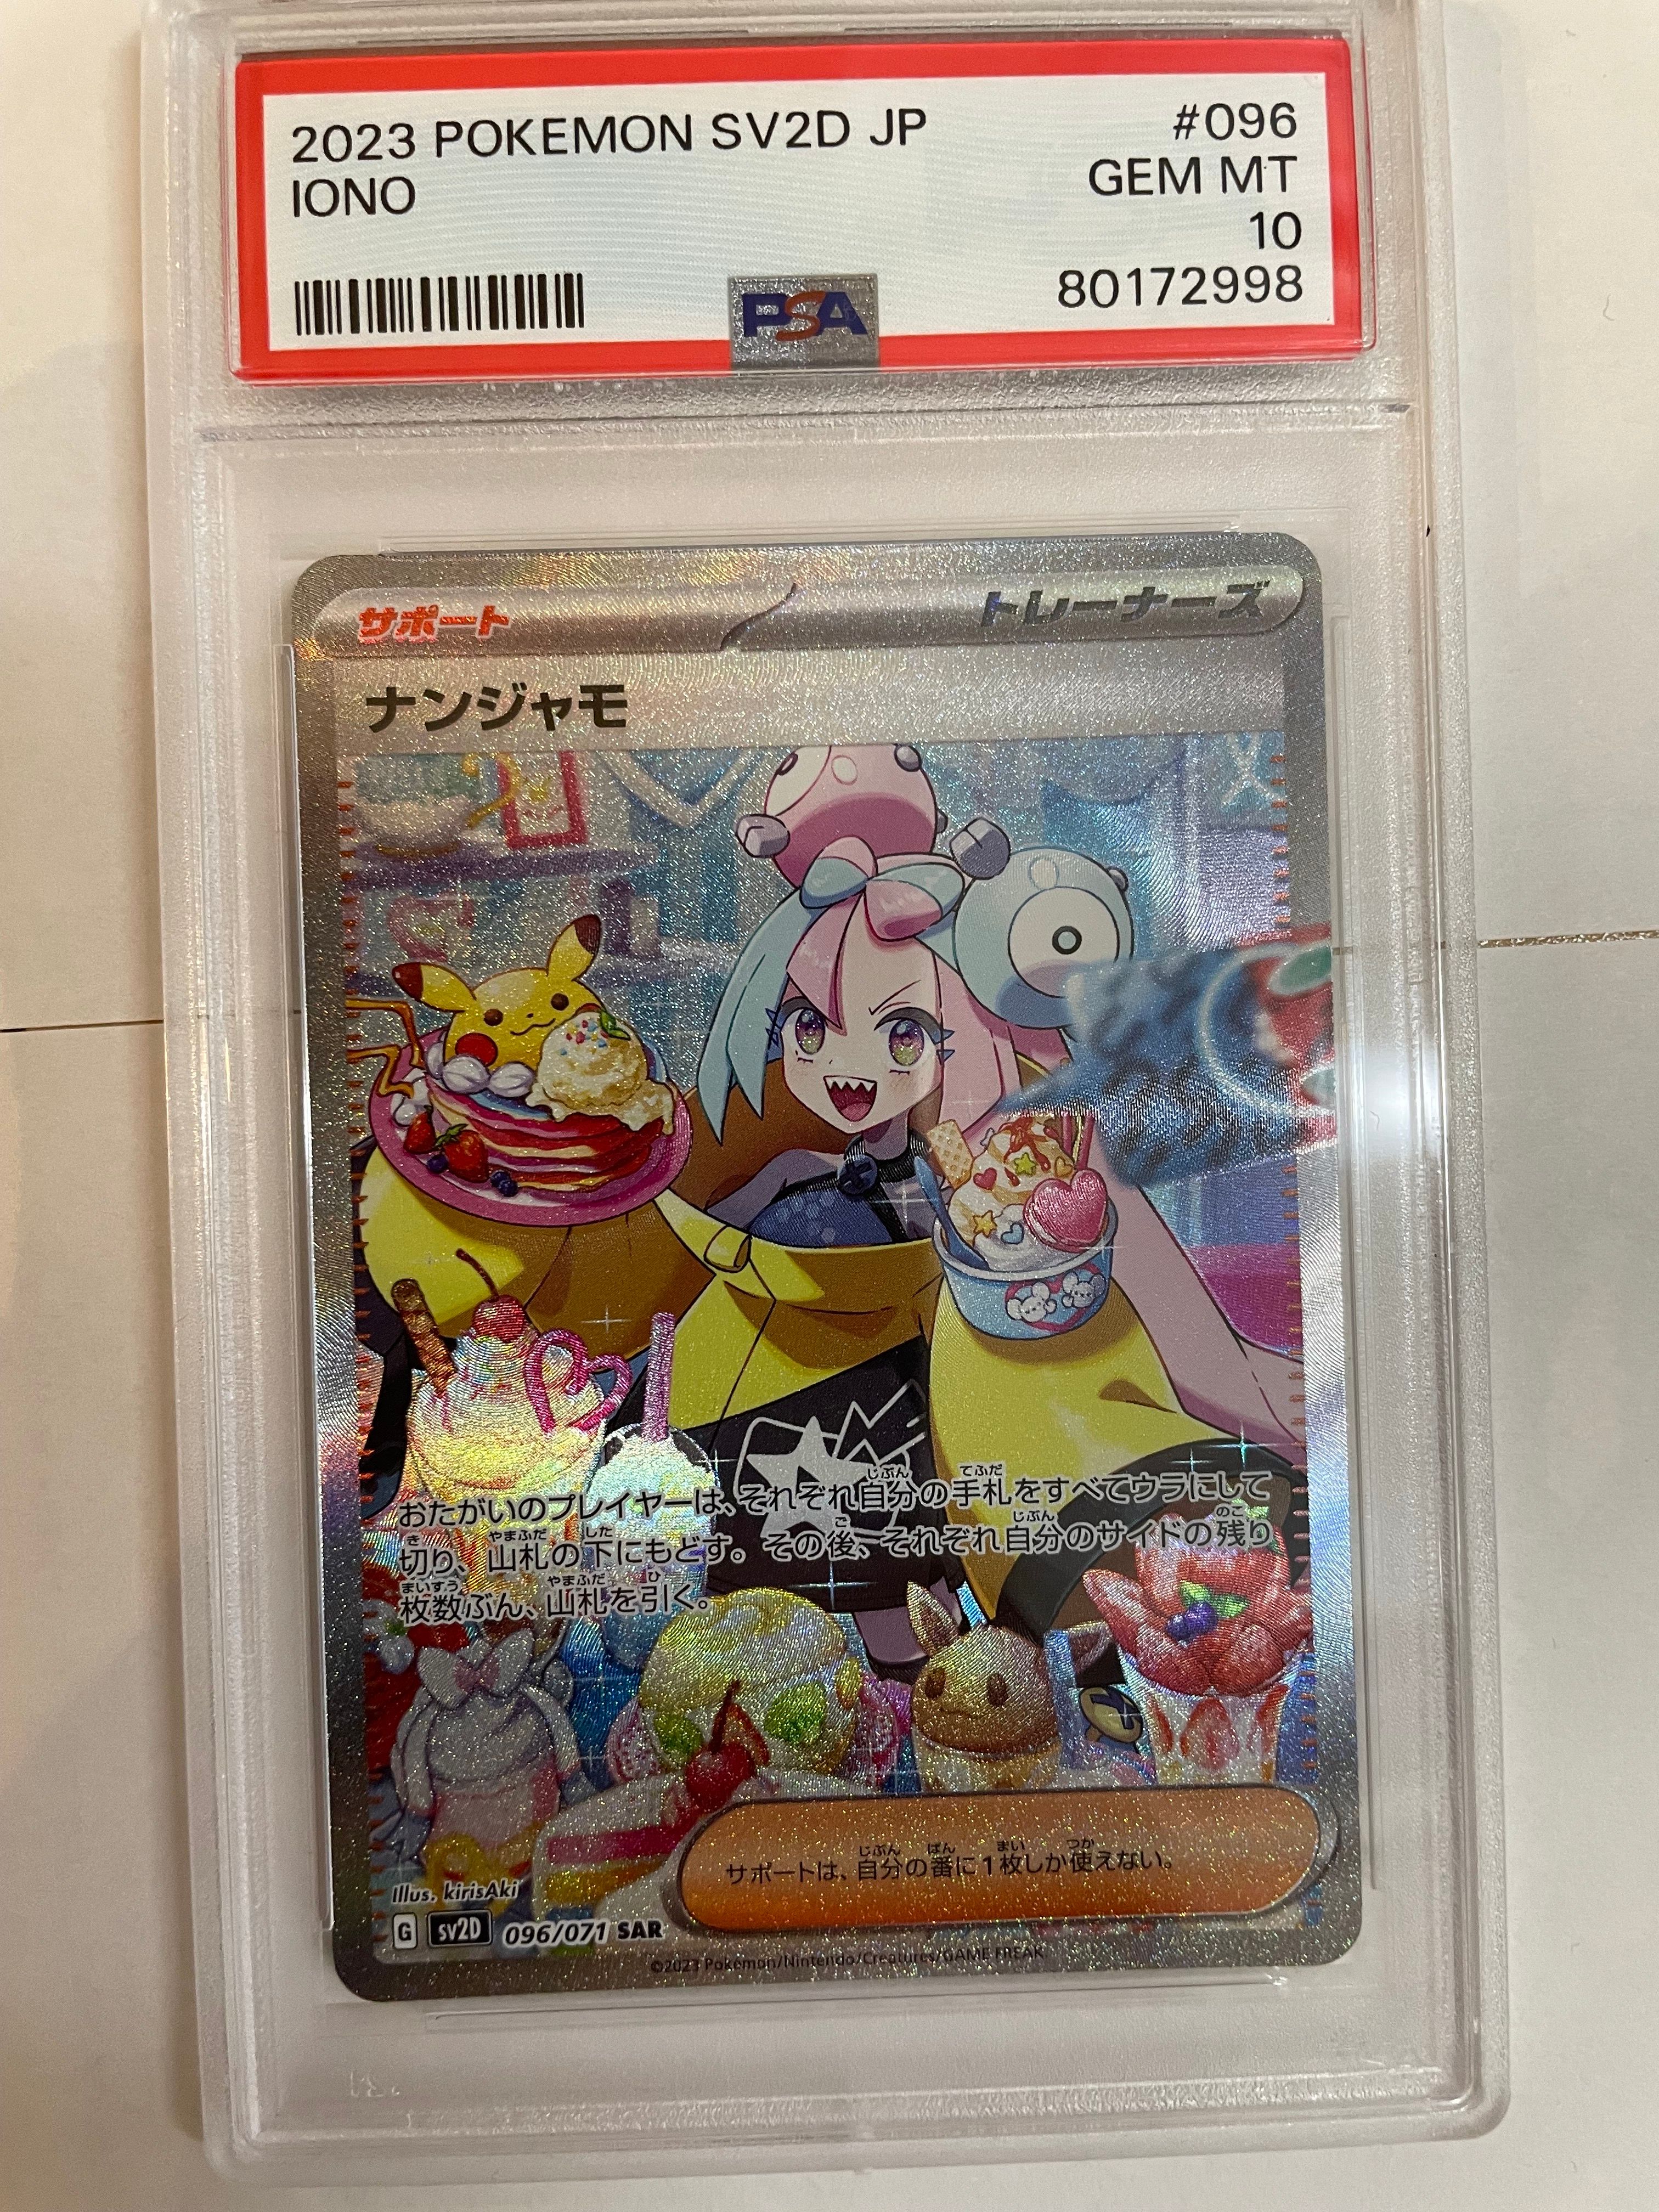 2023 POKEMON SV2D JP #096
IONO GEM MT
10
80172998
PSA
サポート トレーナーズ
ナンジャモ
おたがいのプレイヤーは、それぞれ自分の手札をすべてウラにして
切り、山札の下にもどす。その後、それぞれ自分のサイドの残り
枚数ぶん、山札を引く。
サポートは、自分の番に1枚しか使えない。
Illus. kirisAki
G SV2D 096/071 SAR
©2023 Pokémon/Nintendo/Creatures/GAME FREAK